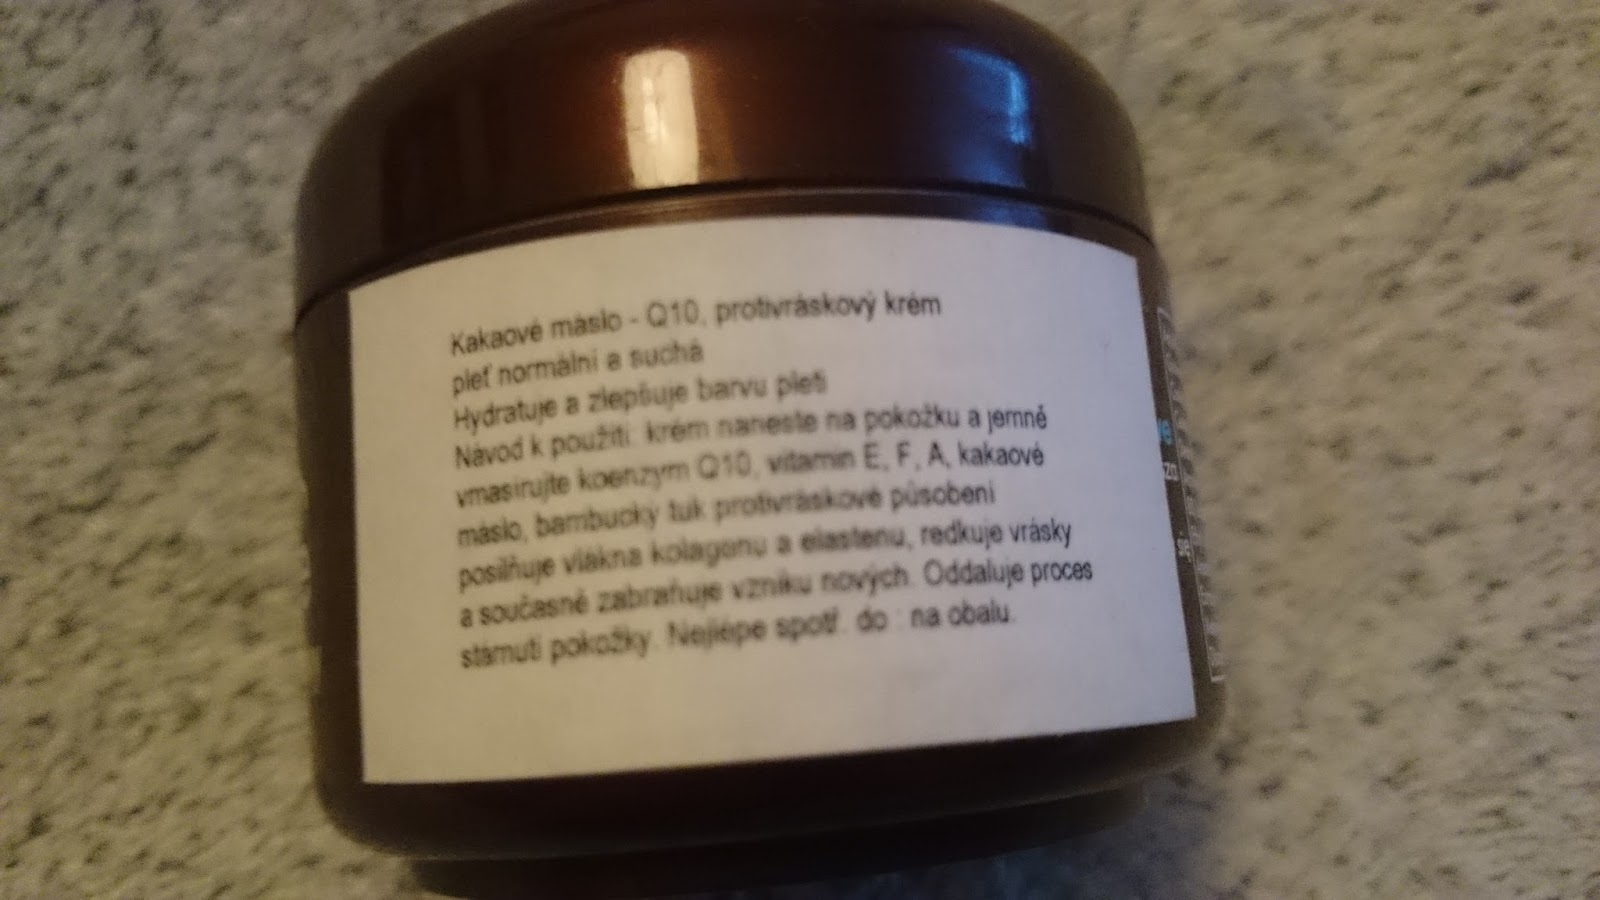 Kakaové máslo - Q10, protivráskový krém
pleť normální a suchá
Hydratuje a zlepšuje barvu pleti
Návod k použití: krém naneste na pokožku a jemně
vmasírujte koenzym Q10, vitamin E, F, A, kakaové
máslo, bambucký tuk protivráskové působení
posilňuje vlákna kolagenu a elastenu, redkuje vrásky
a současně zabraňuje vzniku nových. Oddaluje proces
stárnutí pokožky. Nejlépe spotř. do : na obalu.